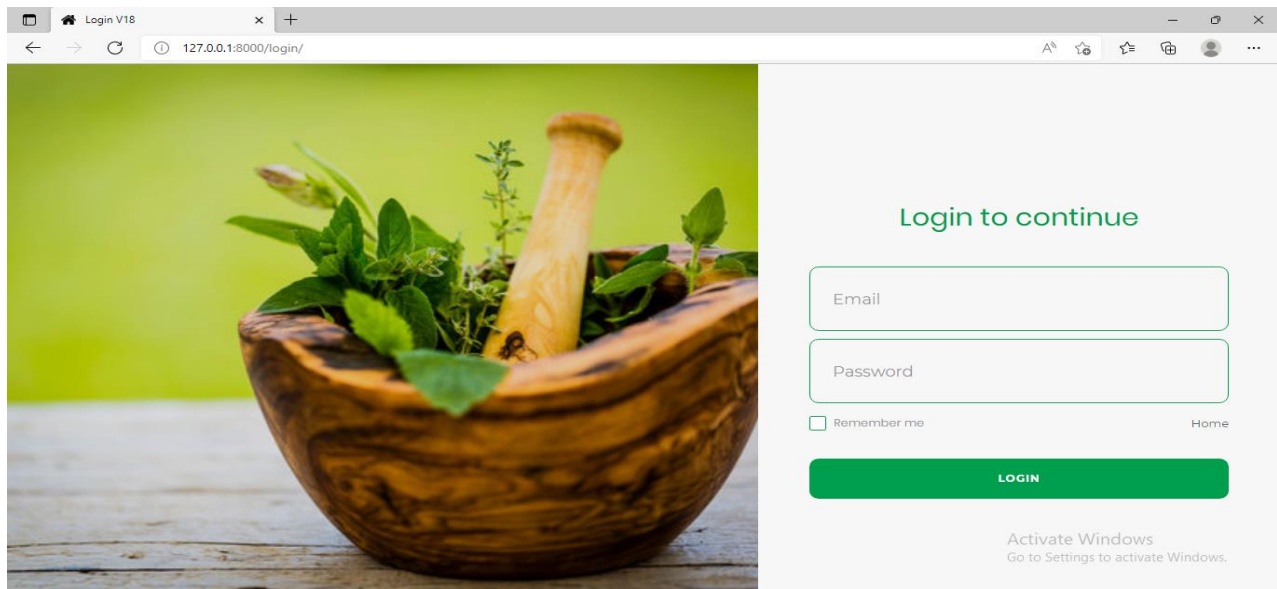 Login V18
127.0.0.1:8000/login/
Login to continue
Email
Password
Remember me
Home
LOGIN
Activate Windows
Go to Settings to activate Windows.